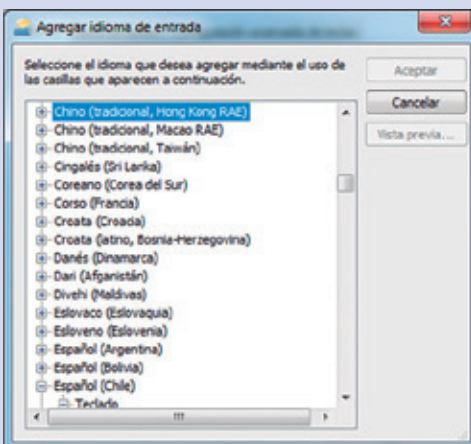 Agregar idioma de entrada
Seleccione el idioma que desea agregar mediante el uso de
las casillas que aparecen a continuación.
Aceptar
Cancelar
Vista previa...
Chino (tradicional, Hong Kong RAE)
Chino (tradicional, Macao RAE)
Chino (tradicional, Taiwán)
Cingalés (Sri Lanka)
Coreano (Corea del Sur)
Corso (Francia)
Croata (Croacia)
Croata (latino, Bosnia-Herzegovina)
Danés (Dinamarca)
Dari (Afganistán)
Divehi (Maldivas)
Eslovaco (Eslovaquia)
Esloveno (Eslovenia)
Español (Argentina)
Español (Bolivia)
Español (Chile)
Teclado